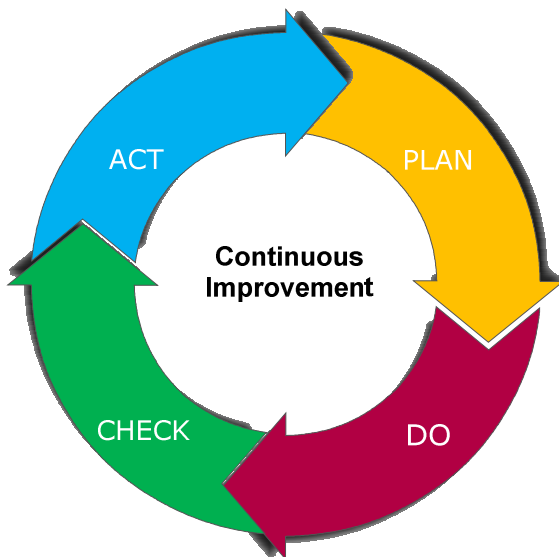 ACT
PLAN
Continuous
Improvement
CHECK
DO